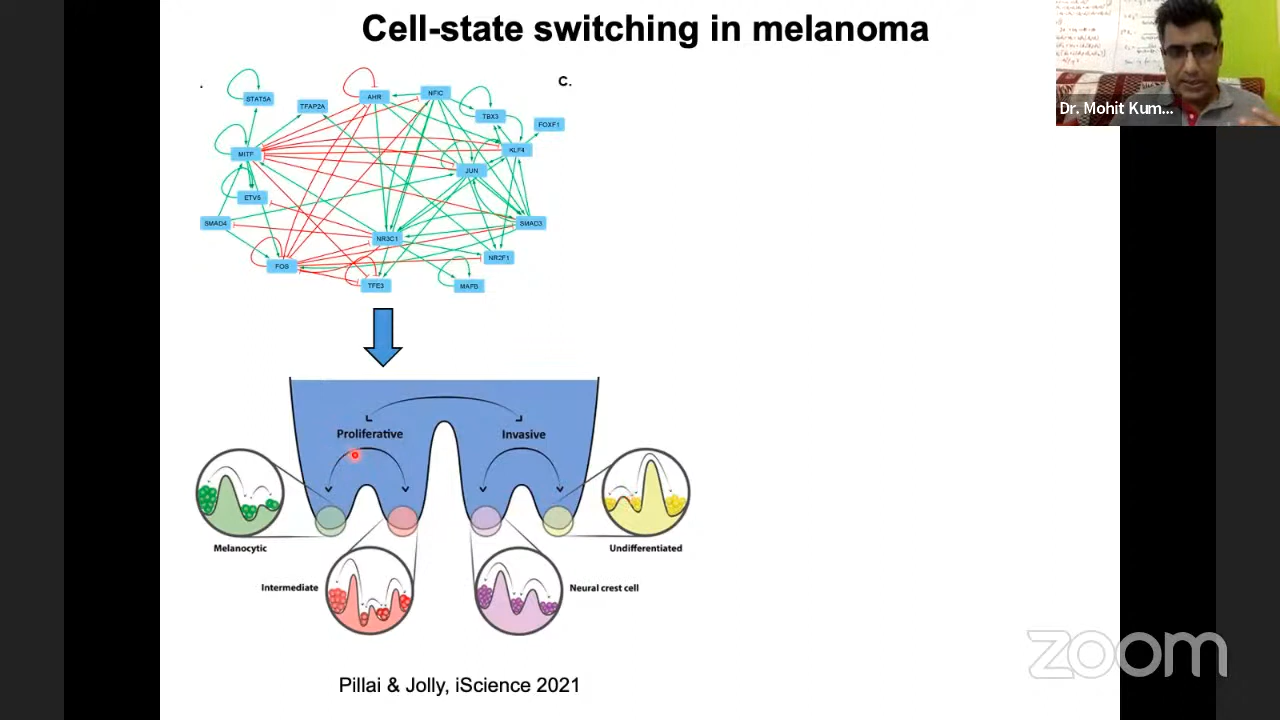 Cell-state switching in melanoma
.
C.
STAT5A
TFAP2A
AHR
NFIC
TBX3
FOXF1
MITF
KLF4
JUN
ETV5
SMAD4
SMAD3
NR3C1
FOS
NR2F1
TFE3
MAFB
Proliferative
Invasive
Melanocytic
Undifferentiated
Intermediate
Neural crest cell
Pillai & Jolly, iScience 2021
Dr. Mohit Kum...
zoom